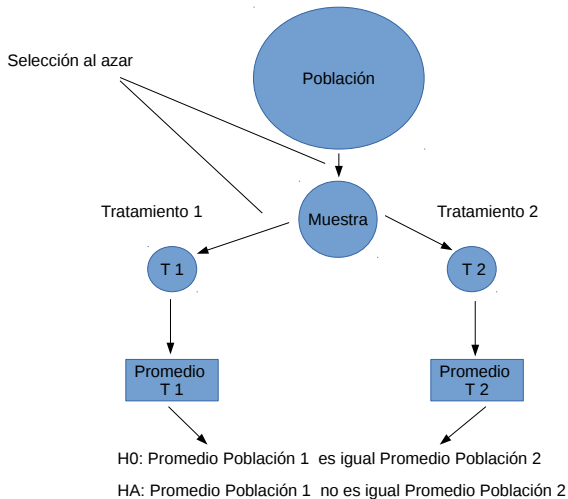 Población
Selección al azar
Muestra
Tratamiento 1
Tratamiento 2
T 1
T 2
Promedio
T 1
Promedio
T 2
H0: Promedio Población 1 es igual Promedio Población 2
HA: Promedio Población 1 no es igual Promedio Población 2